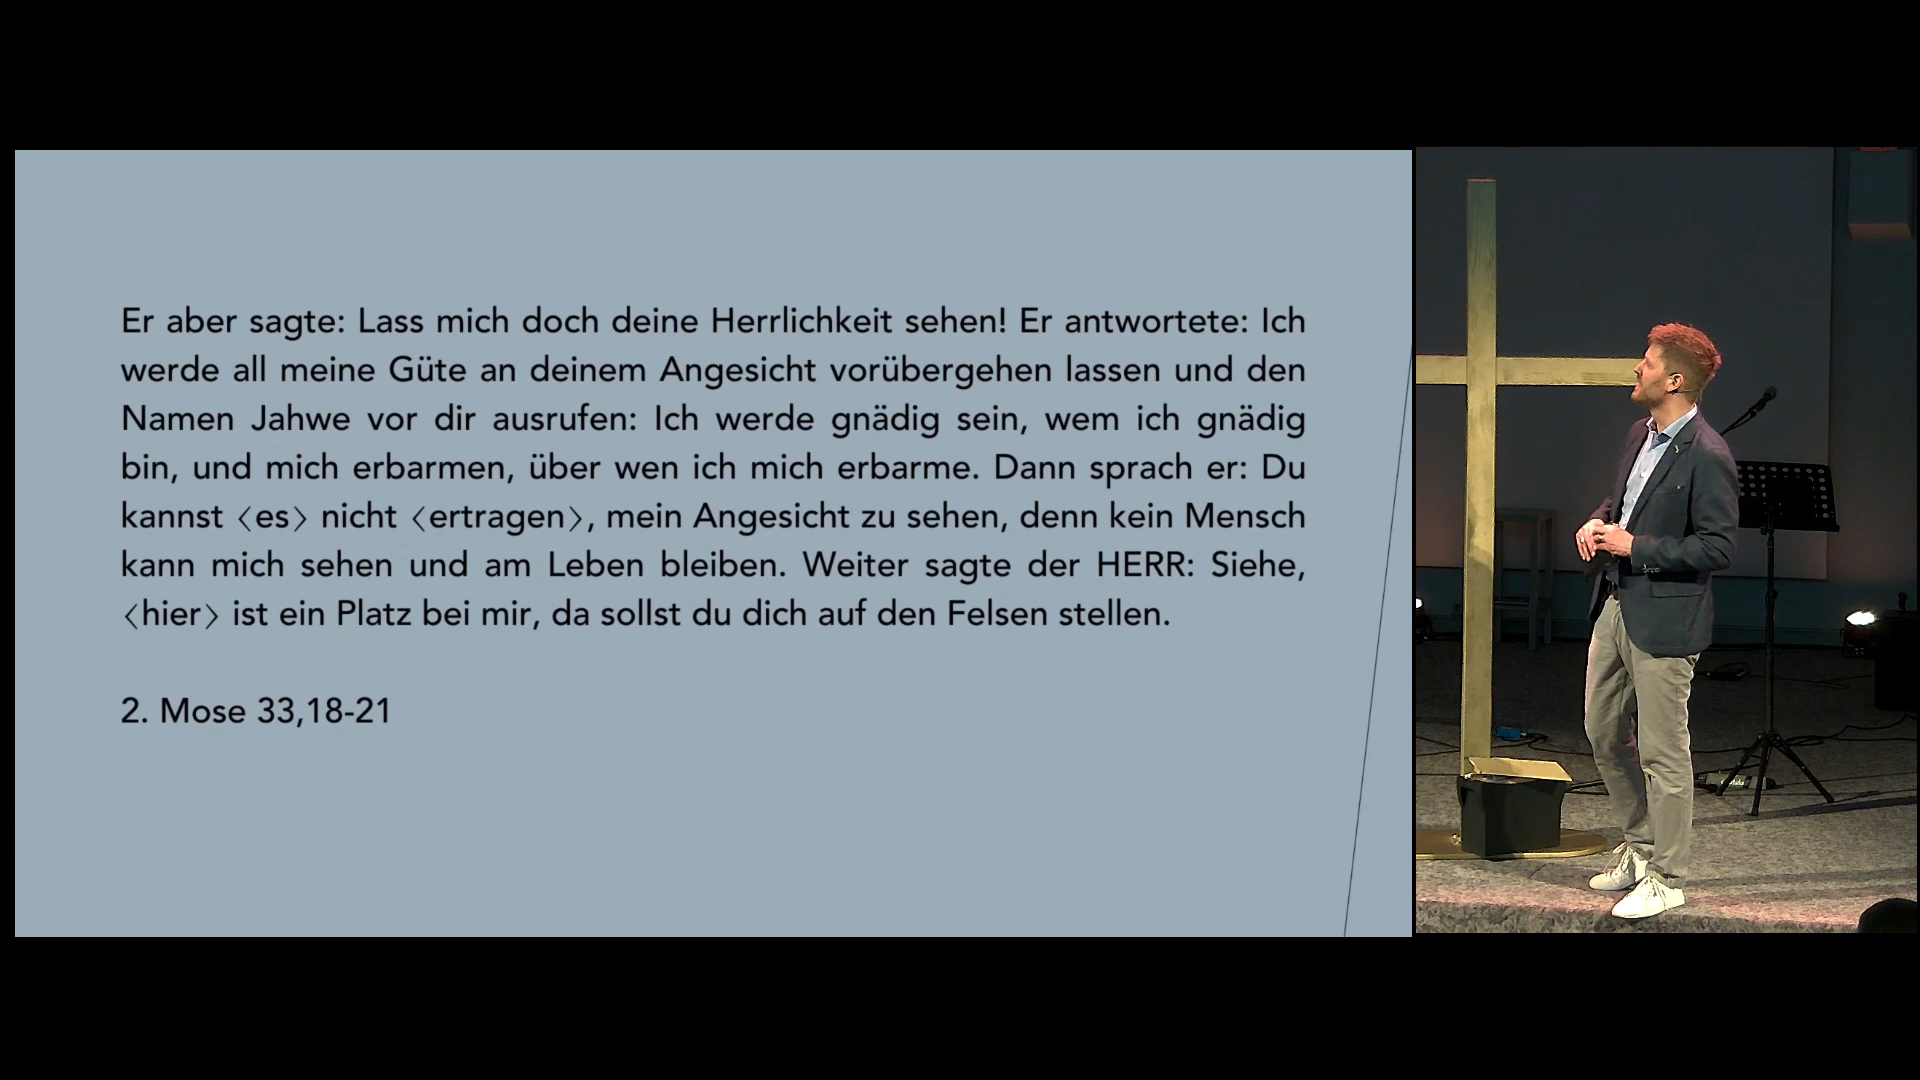 Er aber sagte: Lass mich doch deine Herrlichkeit sehen! Er antwortete: Ich
werde all meine Güte an deinem Angesicht vorübergehen lassen und den
Namen Jahwe vor dir ausrufen: Ich werde gnädig sein, wem ich gnädig
bin, und mich erbarmen, über wen ich mich erbarme. Dann sprach er: Du
kannst 〈es〉 nicht 〈ertragen〉, mein Angesicht zu sehen, denn kein Mensch
kann mich sehen und am Leben bleiben. Weiter sagte der HERR: Siehe,
〈hier〉 ist ein Platz bei mir, da sollst du dich auf den Felsen stellen.
2. Mose 33,18-21